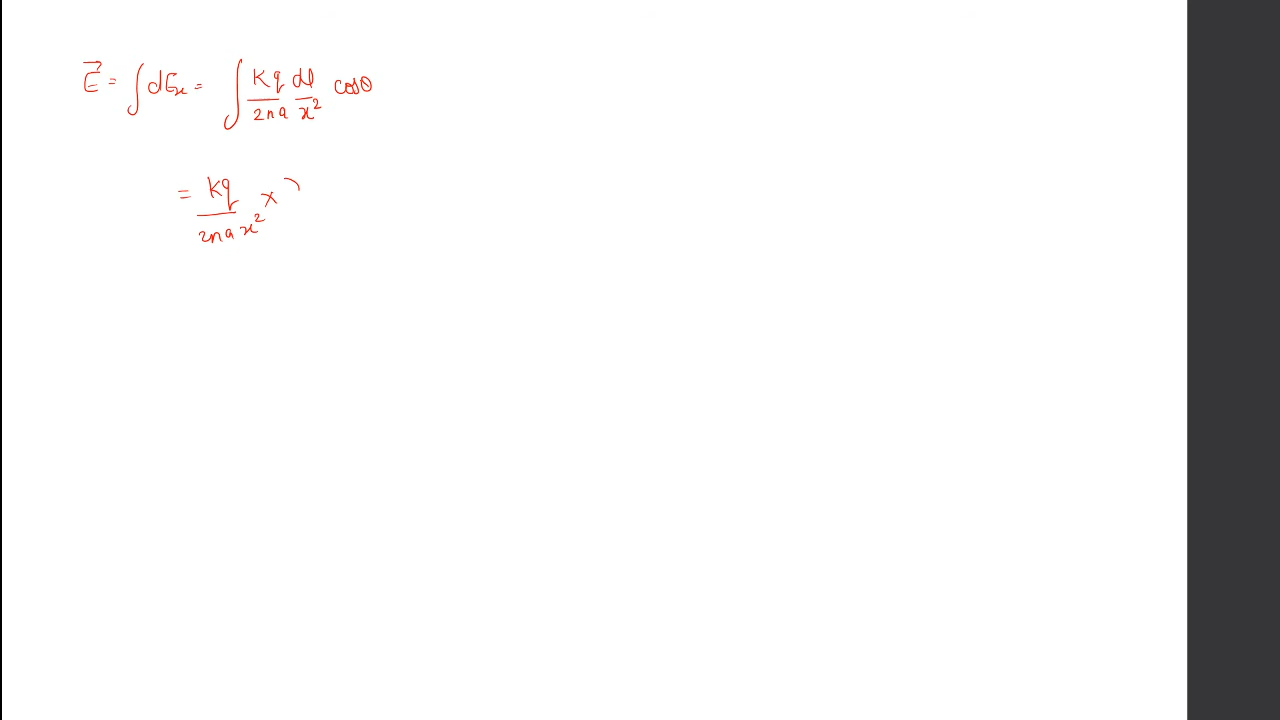 E⃗ = ∫dEₓ = ∫ Kq/2πa dl/x² cosθ
= Kq/2πa x² ×